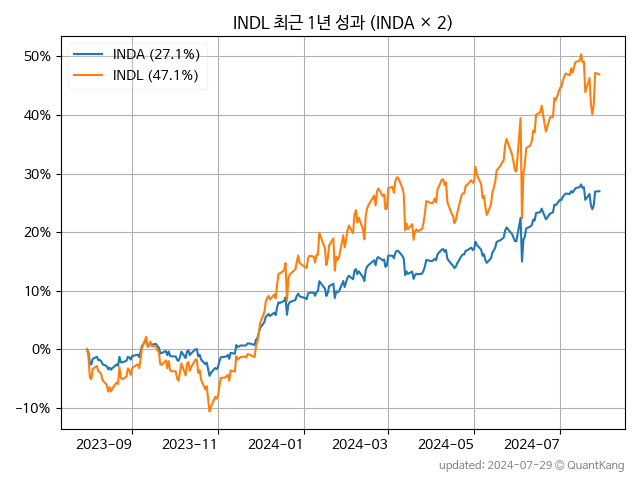 INDL 최근 1년 성과 (INDA × 2)
INDA (27.1%)
INDL (47.1%)
50%
40%
30%
20%
10%
0%
−10%
2023-09 2023-11 2024-01 2024-03 2024-05 2024-07
updated: 2024-07-29 © QuantKang